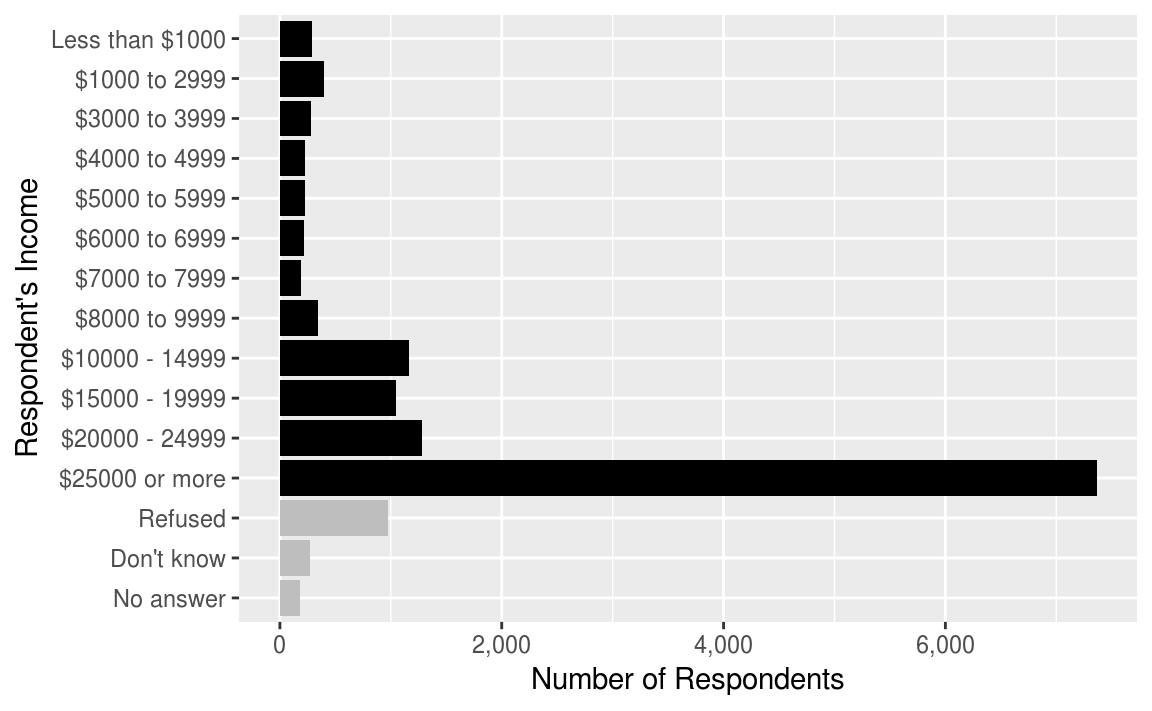 Less than $1000
$1000 to 2999
$3000 to 3999
$4000 to 4999
$5000 to 5999
$6000 to 6999
$7000 to 7999
$8000 to 9999
$10000 - 14999
$15000 - 19999
$20000 - 24999
$25000 or more
Refused
Don't know
No answer
Respondent's Income
0
2,000
4,000
6,000
Number of Respondents